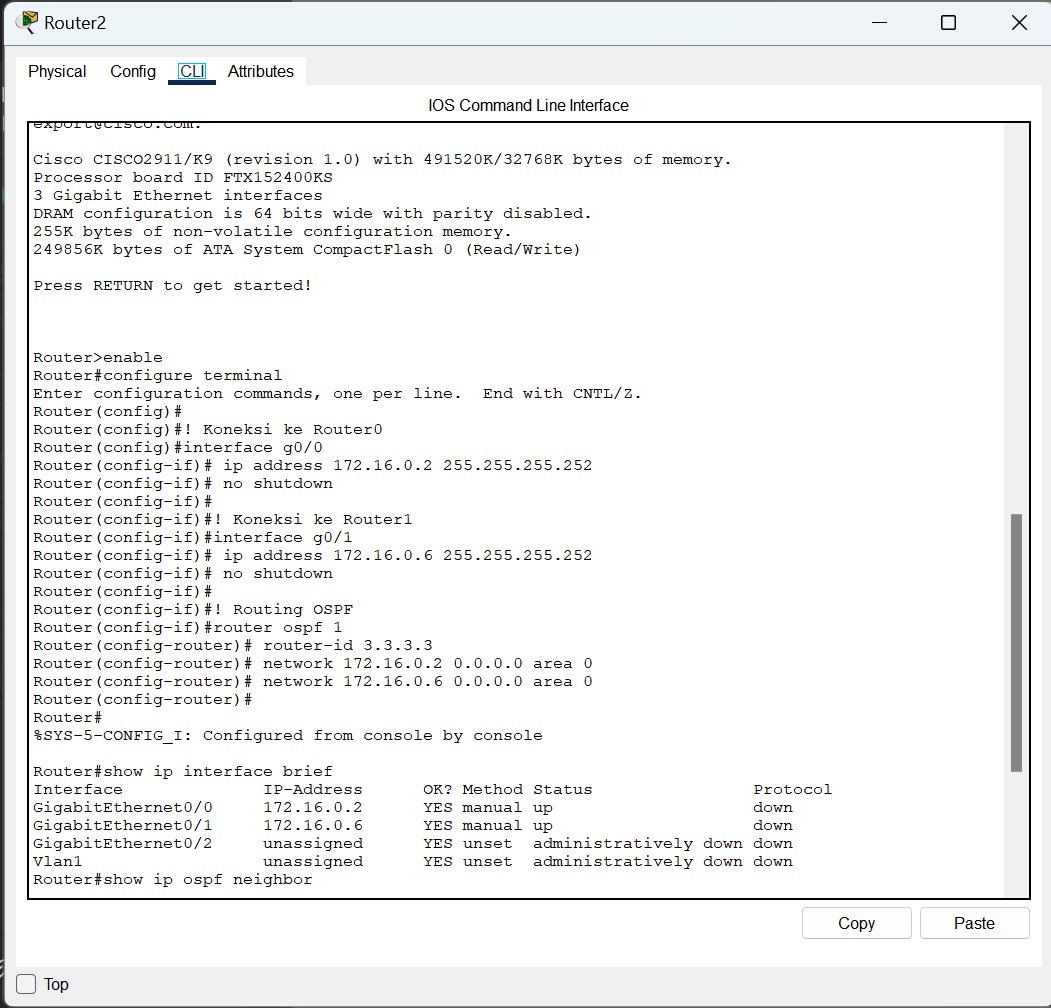 Router2
Physical Config CLI Attributes
IOS Command Line Interface
export@cisco.com.
Cisco CISCO2911/K9 (revision 1.0) with 491520K/32768K bytes of memory.
Processor board ID FTX152400KS
3 Gigabit Ethernet interfaces
DRAM configuration is 64 bits wide with parity disabled.
255K bytes of non-volatile configuration memory.
249856K bytes of ATA System CompactFlash 0 (Read/Write)
Press RETURN to get started!
Router>enable
Router#configure terminal
Enter configuration commands, one per line.  End with CNTL/Z.
Router(config)#
Router(config)#! Koneksi ke Router0
Router(config)#interface g0/0
Router(config-if)# ip address 172.16.0.2 255.255.255.252
Router(config-if)# no shutdown
Router(config-if)#
Router(config-if)#! Koneksi ke Router1
Router(config-if)#interface g0/1
Router(config-if)# ip address 172.16.0.6 255.255.255.252
Router(config-if)# no shutdown
Router(config-if)#
Router(config-if)#! Routing OSPF
Router(config-if)#router ospf 1
Router(config-router)# router-id 3.3.3.3
Router(config-router)# network 172.16.0.2 0.0.0.0 area 0
Router(config-router)# network 172.16.0.6 0.0.0.0 area 0
Router(config-router)#
Router#
%SYS-5-CONFIG_I: Configured from console by console
Router#show ip interface brief
Interface              IP-Address      OK? Method Status                Protocol
GigabitEthernet0/0     172.16.0.2      YES manual up                    down
GigabitEthernet0/1     172.16.0.6      YES manual up                    down
GigabitEthernet0/2     unassigned      YES unset  administratively down down
Vlan1                  unassigned      YES unset  administratively down down
Router#show ip ospf neighbor
Copy Paste
Top